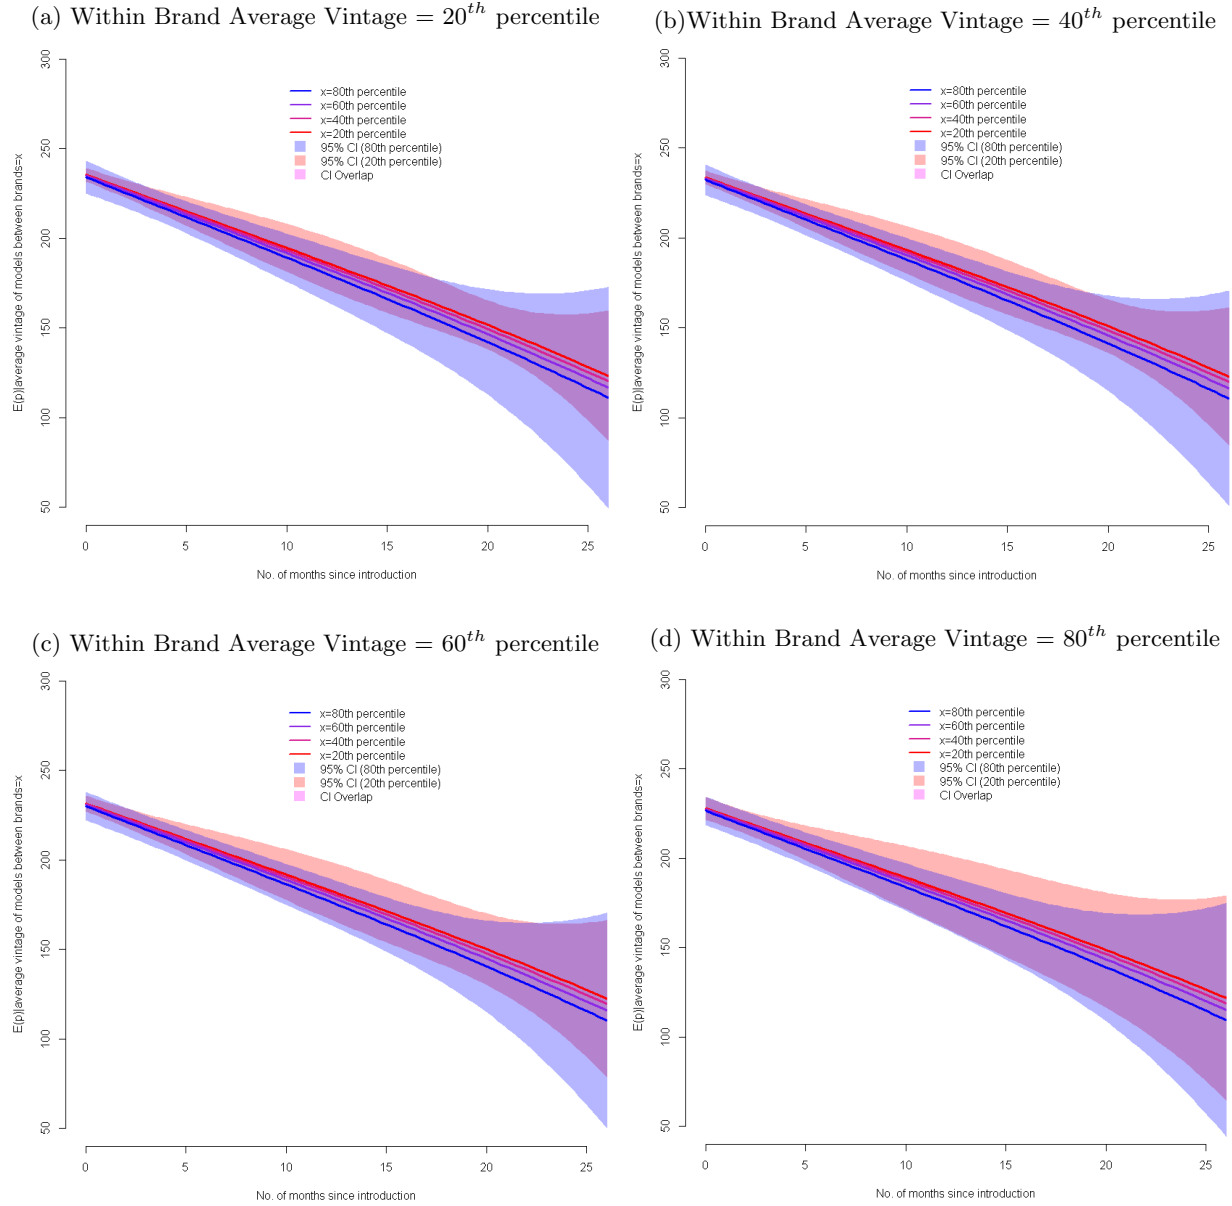 (a) Within Brand Average Vintage = 20th percentile
300
250
200
150
100
50
E(p)|average vintage of models between brands=x
x=80th percentile
x=60th percentile
x=40th percentile
x=20th percentile
95% CI (80th percentile)
95% CI (20th percentile)
CI Overlap
0 5 10 15 20 25
No. of months since introduction
(b)Within Brand Average Vintage = 40th percentile
300
250
200
150
100
50
E(p)|average vintage of models between brands=x
x=80th percentile
x=60th percentile
x=40th percentile
x=20th percentile
95% CI (80th percentile)
95% CI (20th percentile)
CI Overlap
0 5 10 15 20 25
No. of months since introduction
(c) Within Brand Average Vintage = 60th percentile
300
250
200
150
100
50
E(p)|average vintage of models between brands=x
x=80th percentile
x=60th percentile
x=40th percentile
x=20th percentile
95% CI (80th percentile)
95% CI (20th percentile)
CI Overlap
0 5 10 15 20 25
No. of months since introduction
(d) Within Brand Average Vintage = 80th percentile
300
250
200
150
100
50
E(p)|average vintage of models between brands=x
x=80th percentile
x=60th percentile
x=40th percentile
x=20th percentile
95% CI (80th percentile)
95% CI (20th percentile)
CI Overlap
0 5 10 15 20 25
No. of months since introduction